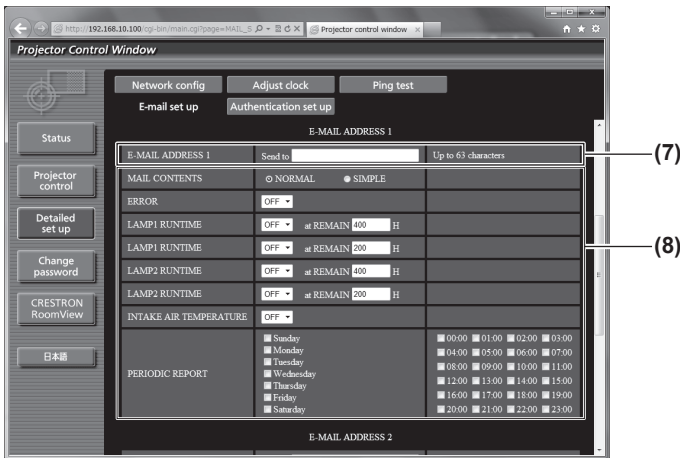 http://192.168.10.100/cgi-bin/main.cgi?page=MAIL_S
Projector control window
Projector Control Window
Network config
Adjust clock
Ping test
E-mail set up
Authentication set up
Status
Projector control
Detailed set up
Change password
CRESTRON RoomView
日本語
E-MAIL ADDRESS 1
E-MAIL ADDRESS 1 Send to Up to 63 characters
MAIL CONTENTS NORMAL SIMPLE
ERROR OFF
LAMP1 RUNTIME OFF at REMAIN 400 H
LAMP1 RUNTIME OFF at REMAIN 200 H
LAMP2 RUNTIME OFF at REMAIN 400 H
LAMP2 RUNTIME OFF at REMAIN 200 H
INTAKE AIR TEMPERATURE OFF
PERIODIC REPORT
Sunday
Monday
Tuesday
Wednesday
Thursday
Friday
Saturday
00:00 01:00 02:00 03:00
04:00 05:00 06:00 07:00
08:00 09:00 10:00 11:00
12:00 13:00 14:00 15:00
16:00 17:00 18:00 19:00
20:00 21:00 22:00 23:00
E-MAIL ADDRESS 2
(7)
(8)